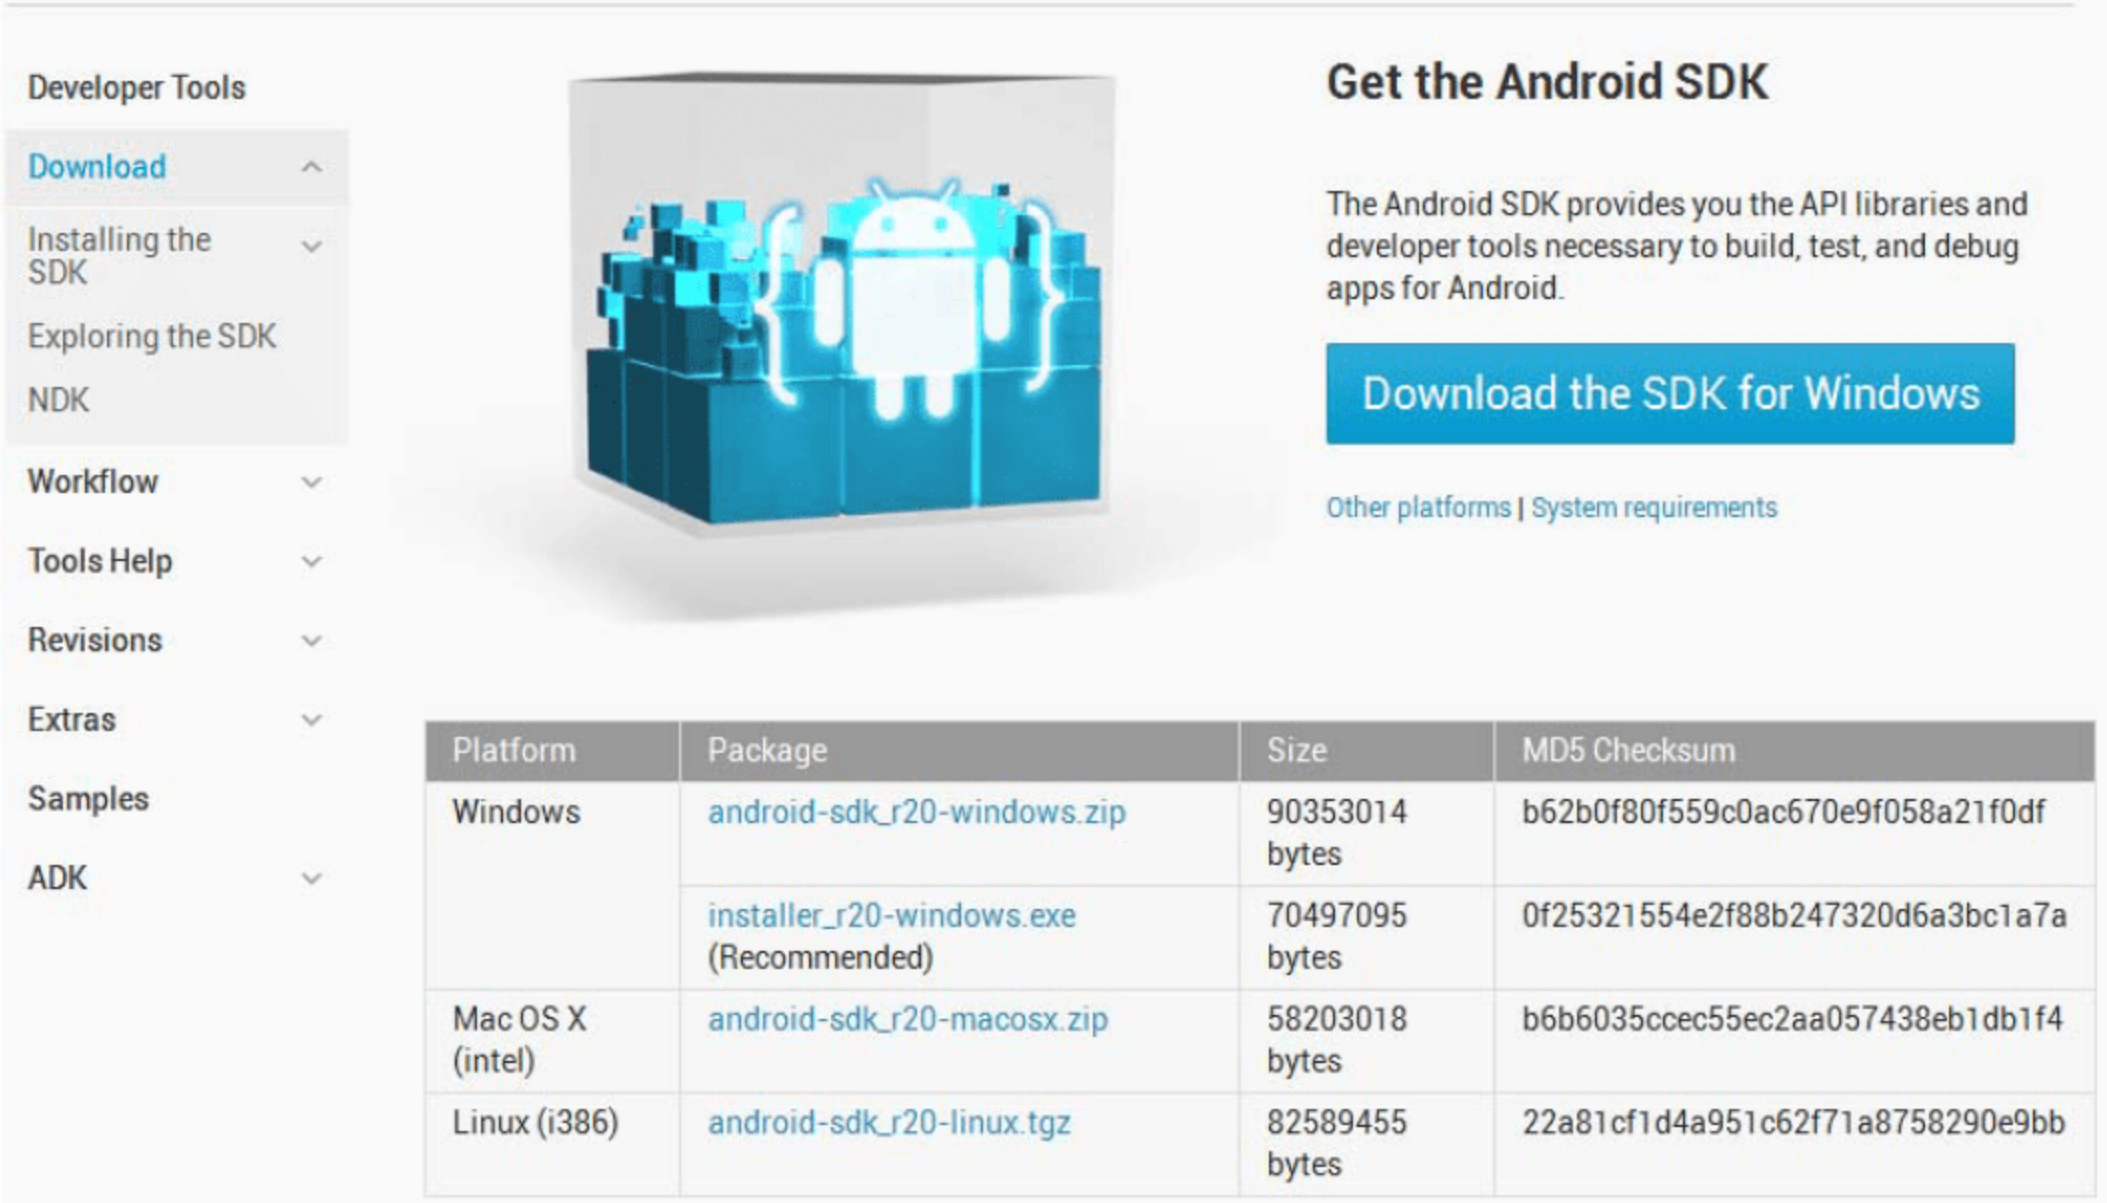 Developer Tools
Download
Installing the
SDK
Exploring the SDK
NDK
Workflow
Tools Help
Revisions
Extras
Samples
ADK
Get the Android SDK
The Android SDK provides you the API libraries and
developer tools necessary to build, test, and debug
apps for Android.
Download the SDK for Windows
Other platforms | System requirements
Platform Package Size MD5 Checksum
Windows android-sdk_r20-windows.zip 90353014 b62b0f80f559c0ac670e9f058a21f0df
bytes
installer_r20-windows.exe 70497095 0f25321554e2f88b247320d6a3bc1a7a
(Recommended) bytes
Mac OS X android-sdk_r20-macosx.zip 58203018 b6b6035ccec55ec2aa057438eb1db1f4
(intel) bytes
Linux (i386) android-sdk_r20-linux.tgz 82589455 22a81cf1d4a951c62f71a8758290e9bb
bytes